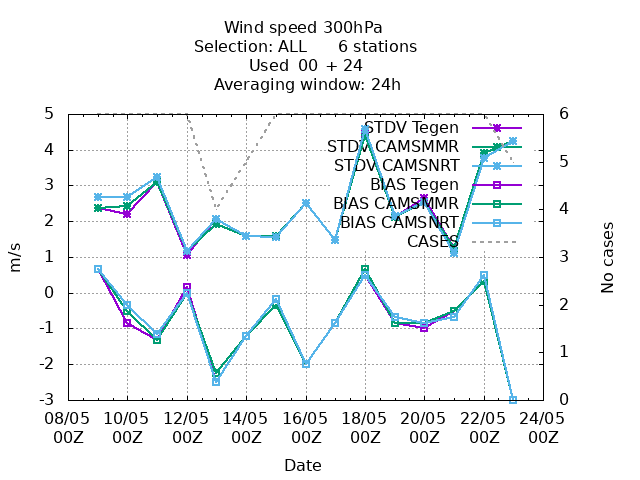 Wind speed 300hPa
Selection: ALL      6 stations
Used  00 + 24
Averaging window: 24h
5
4
3
2
1
0
-1
-2
-3
m/s
STDV Tegen
STDV CAMSMMR
STDV CAMSNRT
BIAS Tegen
BIAS CAMSMMR
BIAS CAMSNRT
CASES
6
5
4
3
2
1
0
No cases
08/05 10/05 12/05 14/05 16/05 18/05 20/05 22/05 24/05
00Z 00Z 00Z 00Z 00Z 00Z 00Z 00Z 00Z
Date